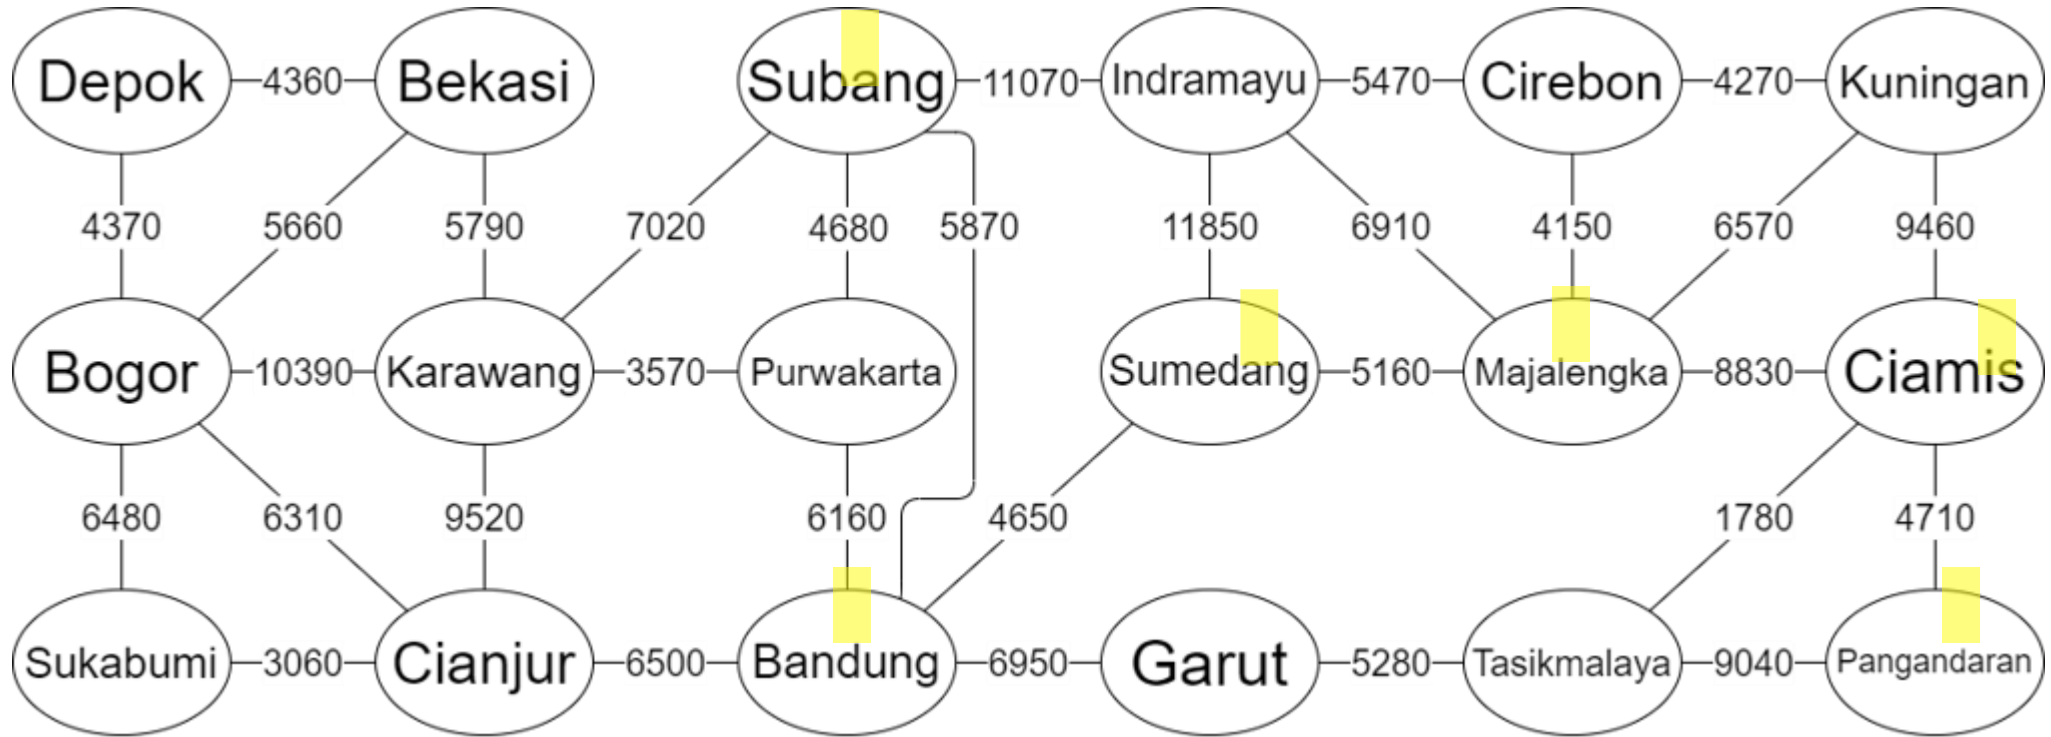 Depok 4360 Bekasi Subang 11070 Indramayu 5470 Cirebon 4270 Kuningan
4370 5660 5790 7020 4680 5870 11850 6910 4150 6570 9460
Bogor 10390 Karawang 3570 Purwakarta Sumedang 5160 Majalengka 8830 Ciamis
6480 6310 9520 6160 4650 1780 4710
Sukabumi 3060 Cianjur 6500 Bandung 6950 Garut 5280 Tasikmalaya 9040 Pangandaran